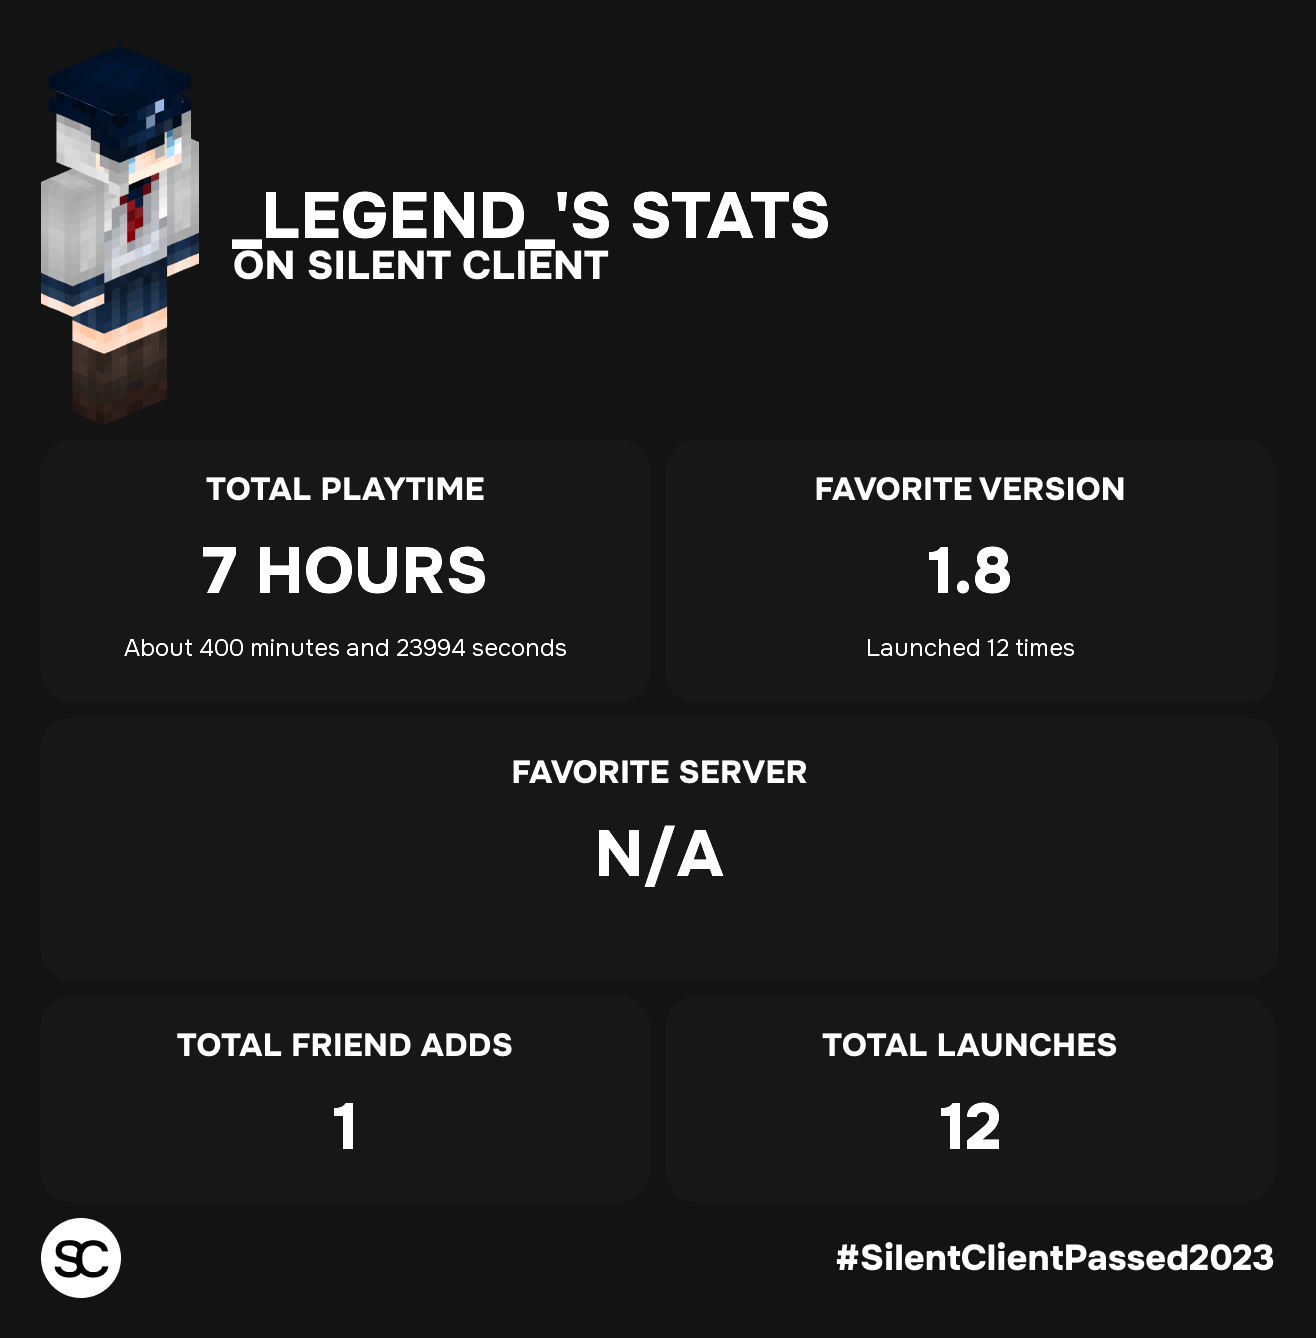 _LEGEND_'S STATS
ON SILENT CLIENT
TOTAL PLAYTIME
7 HOURS
About 400 minutes and 23994 seconds
FAVORITE VERSION
1.8
Launched 12 times
FAVORITE SERVER
N/A
TOTAL FRIEND ADDS
1
TOTAL LAUNCHES
12
SC
#SilentClientPassed2023